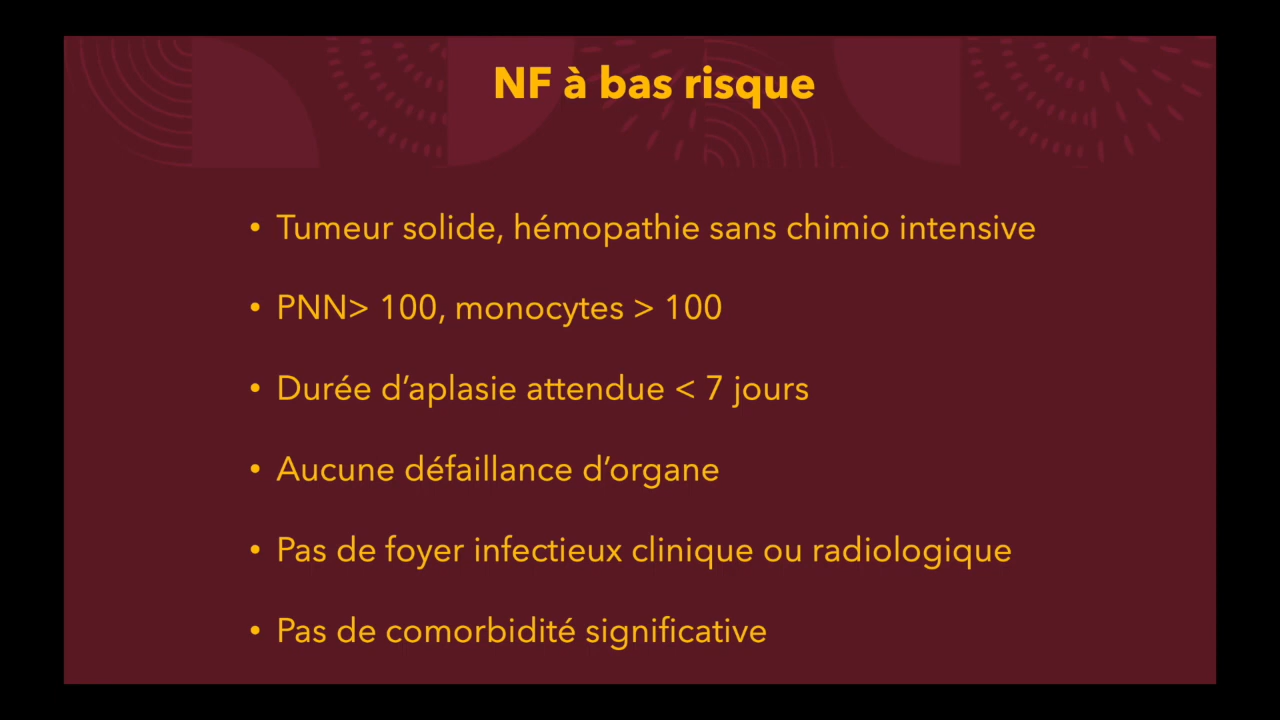 NF à bas risque
• Tumeur solide, hémopathie sans chimio intensive
• PNN> 100, monocytes > 100
• Durée d’aplasie attendue < 7 jours
• Aucune défaillance d’organe
• Pas de foyer infectieux clinique ou radiologique
• Pas de comorbidité significative